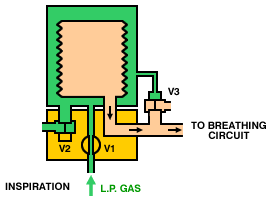 V3
TO BREATHING
CIRCUIT
V2
V1
INSPIRATION
L.P. GAS